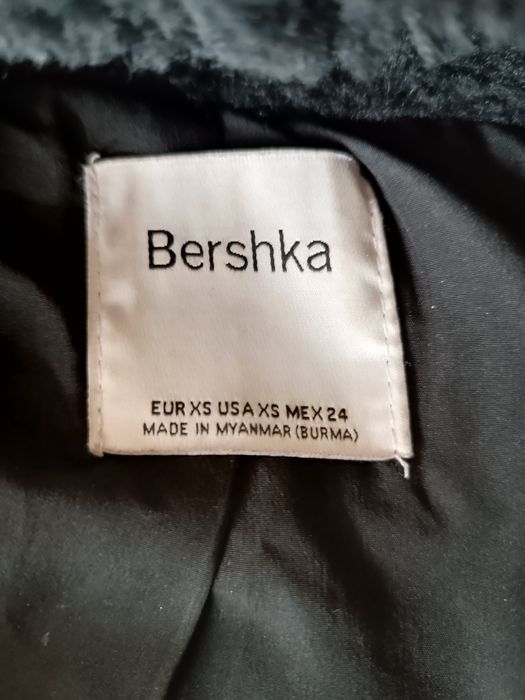 Bershka
EUR XS USA XS MEX 24
MADE IN MYANMAR (BURMA)